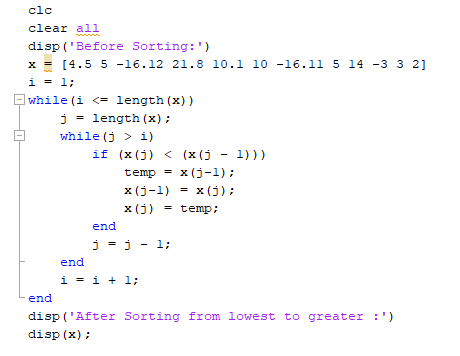 clc
clear all
disp('Before Sorting:')
x = [4.5 5 -16.12 21.8 10.1 10 -16.11 5 14 -3 3 2]
i = 1;
while(i <= length(x))
    j = length(x);
    while(j > i)
        if (x(j) < (x(j - 1)))
            temp = x(j-1);
            x(j-1) = x(j);
            x(j) = temp;
        end
        j = j - 1;
    end
    i = i + 1;
end
disp('After Sorting from lowest to greater :')
disp(x);